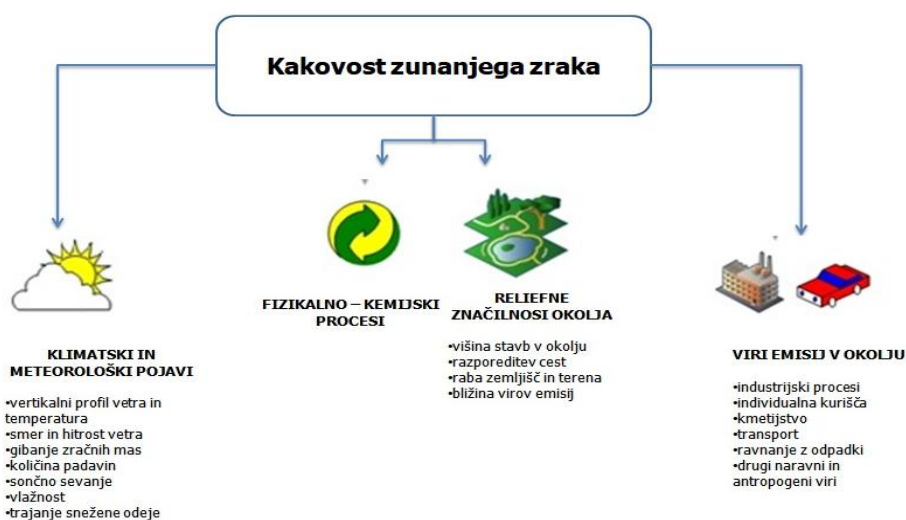 Kakovost zunanjega zraka
KLIMATSKI IN
METEOROLOŠKI POJAVI
•vertikalni profil vetra in
temperatura
•smer in hitrost vetra
•gibanje zračnih mas
•količina padavin
•sončno sevanje
•vlažnost
•trajanje snežene odeje
FIZIKALNO – KEMIJSKI
PROCESI
RELIEFNE
ZNAČILNOSI OKOLJA
•višina stavb v okolju
•razporeditev cest
•raba zemljišč in terena
•bližina virov emisij
VIRI EMISIJ V OKOLJU
•industrijski procesi
•individualna kurišča
•kmetijstvo
•transport
•ravnanje z odpadki
•drugi naravni in
antropogeni viri